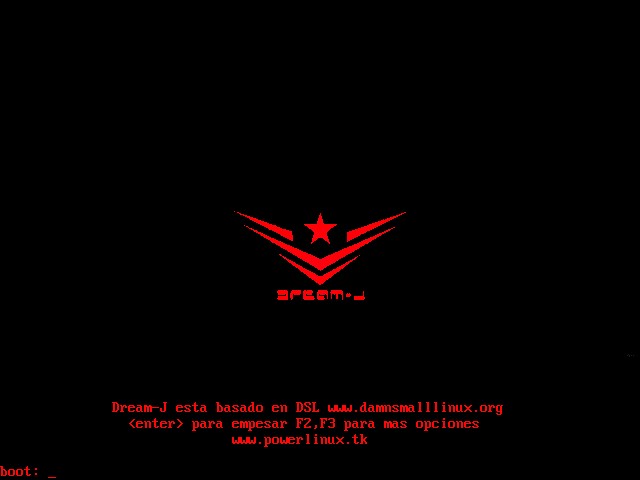 Dream-J
Dream-J esta basado en DSL www.damnsmalllinux.org
<enter> para empesar F2,F3 para mas opciones
www.powerlinux.tk
boot: _